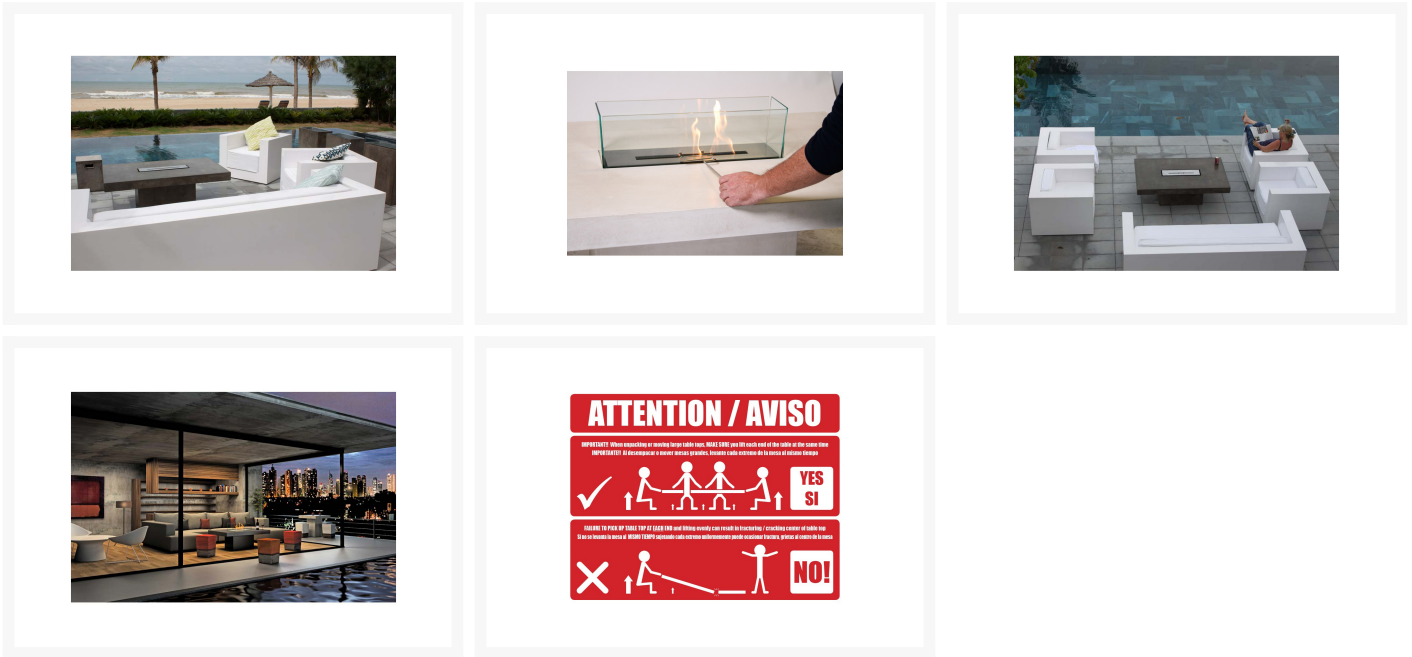 ATTENTION / AVISO
IMPORTANT!! When unpacking or moving large table tops, MAKE SURE you lift each end of the table at the same time
IMPORTANTE!! Al desempacar o mover mesas grandes, levante cada extremo de la mesa al mismo tiempo
YES
SI
FAILURE TO PICK UP TABLE TOP AT EACH END and lifting evenly can result in fracturing / cracking center of table top
Si no se levanta la mesa al MISMO TIEMPO sujetando cada extremo uniformemente puede ocasionar fractura, grietas al centro de la mesa
NO!